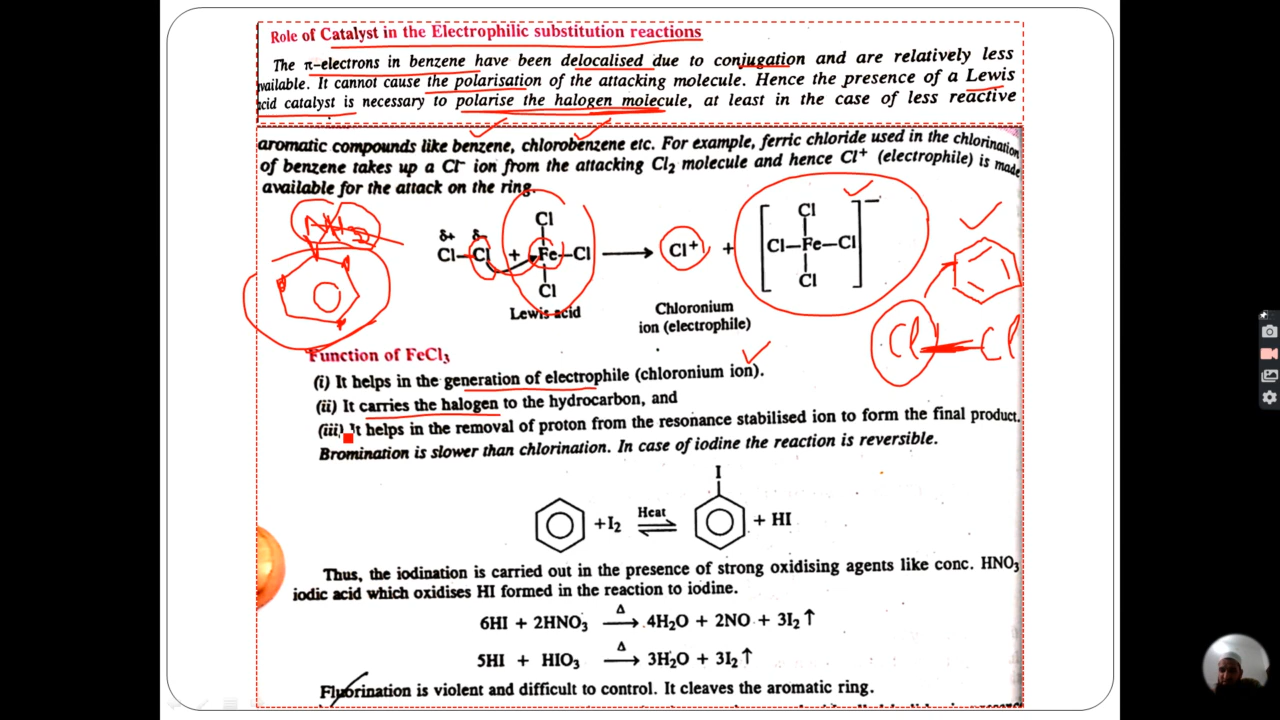 Role of Catalyst in the Electrophilic substitution reactions
The π-electrons in benzene have been delocalised due to conjugation and are relatively less
available. It cannot cause the polarisation of the attacking molecule. Hence the presence of a Lewis
acid catalyst is necessary to polarise the halogen molecule, at least in the case of less reactive
aromatic compounds like benzene, chlorobenzene etc. For example, ferric chloride used in the chlorination
of benzene takes up a Cl⁻ ion from the attacking Cl₂ molecule and hence Cl⁺ (electrophile) is made
available for the attack on the ring.
Cl Cl
δ+ δ−
Cl—Cl + Fe—Cl ⟶ Cl⁺ + [Cl—Fe—Cl]⁻
Cl Cl
Cl — Cl
Lewis acid Chloronium
ion (electrophile)
Function of FeCl₃
(i) It helps in the generation of electrophile (chloronium ion).
(ii) It carries the halogen to the hydrocarbon, and
(iii) It helps in the removal of proton from the resonance stabilised ion to form the final product.
Bromination is slower than chlorination. In case of iodine the reaction is reversible.
I
+I₂ Heat ⇌ + HI
Thus, the iodination is carried out in the presence of strong oxidising agents like conc. HNO₃
iodic acid which oxidises HI formed in the reaction to iodine.
6HI + 2HNO₃ Δ⟶ 4H₂O + 2NO + 3I₂ ↑
5HI + HIO₃ Δ⟶ 3H₂O + 3I₂ ↑
Fluorination is violent and difficult to control. It cleaves the aromatic ring.